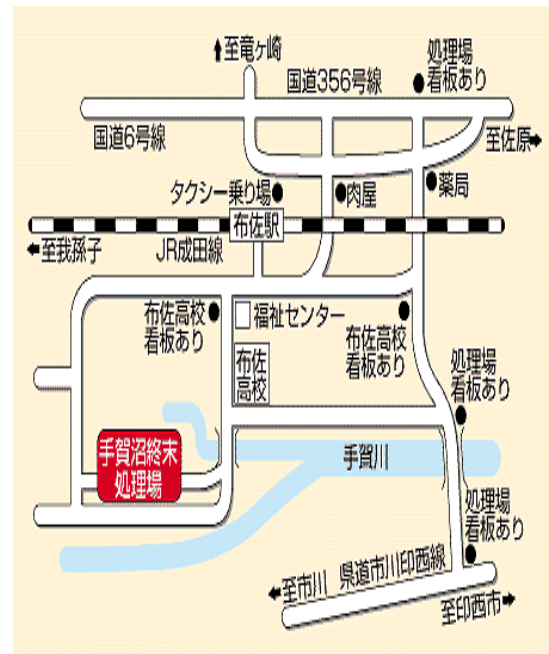 至竜ヶ崎
処理場
看板あり
国道356号線
国道6号線
至佐原
タクシー乗り場
肉屋
薬局
布佐駅
至我孫子
JR成田線
布佐高校
看板あり
福祉センター
布佐高校
看板あり
布佐
高校
処理場
看板あり
手賀沼終末
処理場
手賀川
処理場
看板あり
至市川
県道市川印西線
至印西市